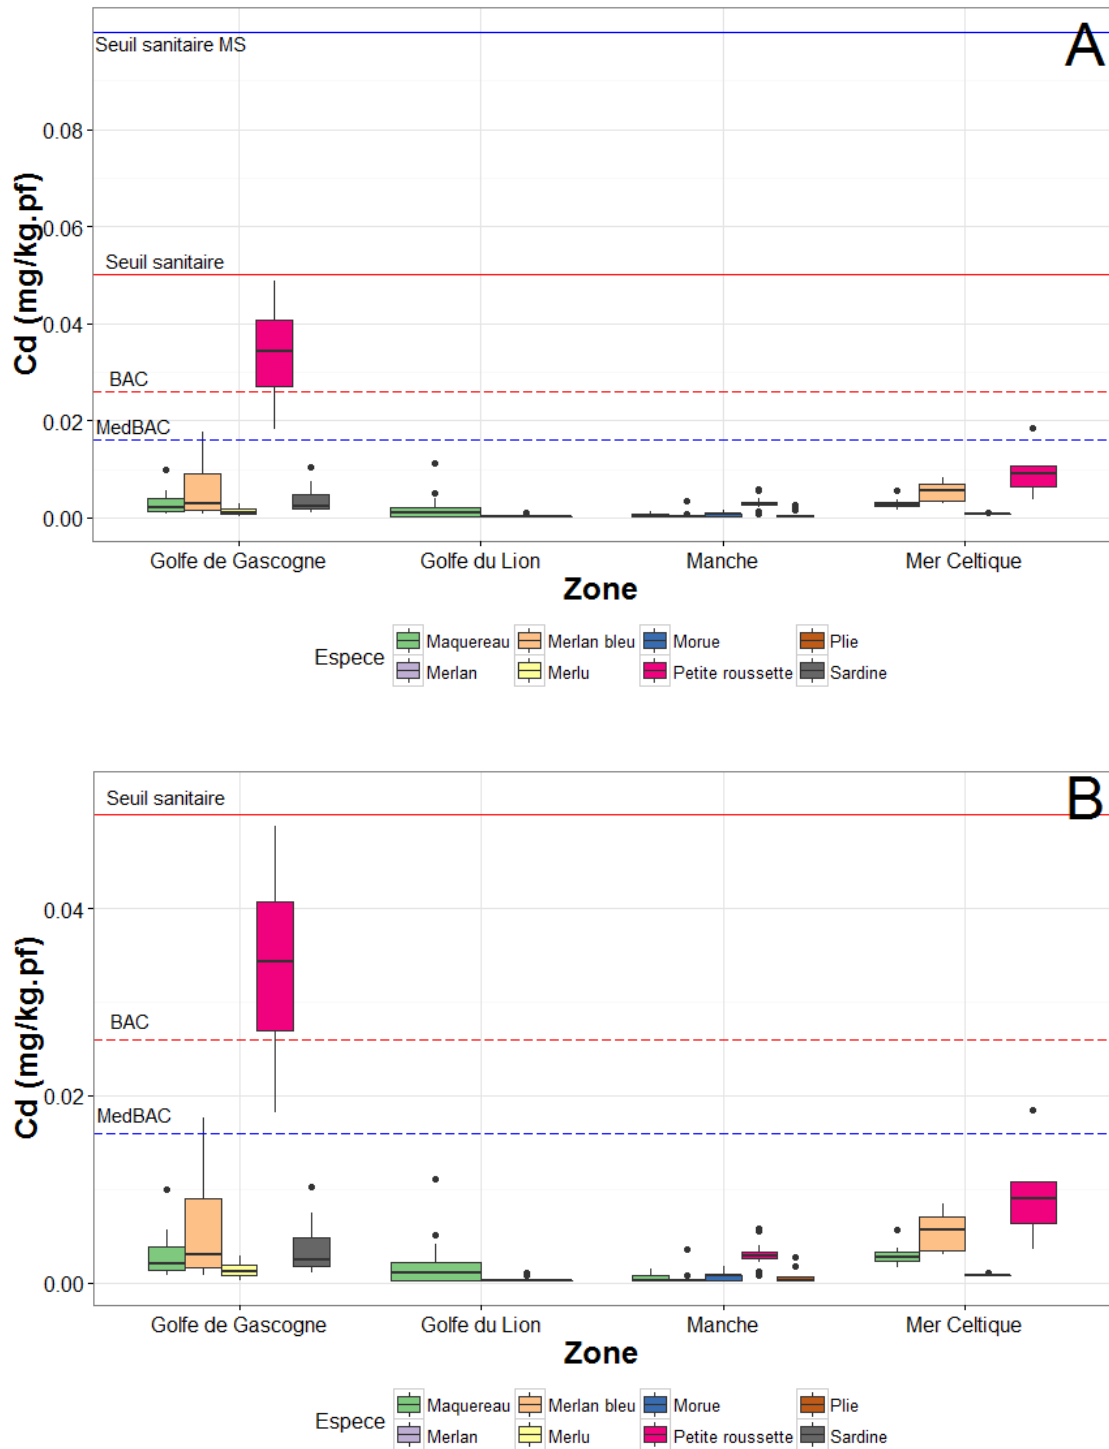 A
Seuil sanitaire MS
0.08
0.06
Seuil sanitaire
0.04
BAC
0.02
MedBAC
0.00
Cd (mg/kg.pf)
Golfe de Gascogne Golfe du Lion Manche Mer Celtique
Zone
Espece
Maquereau Merlan bleu Morue Plie
Merlan Merlu Petite roussette Sardine
B
Seuil sanitaire
0.04
BAC
0.02
MedBAC
0.00
Cd (mg/kg.pf)
Golfe de Gascogne Golfe du Lion Manche Mer Celtique
Zone
Espece
Maquereau Merlan bleu Morue Plie
Merlan Merlu Petite roussette Sardine